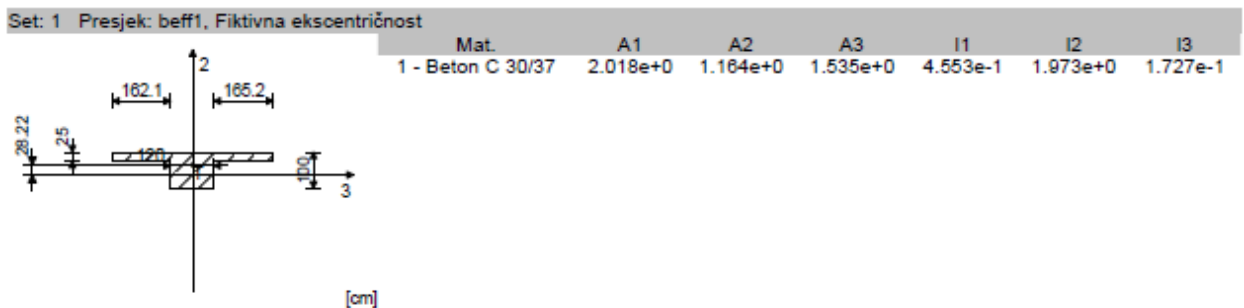 Set: 1 Presjek: beff1, Fiktivna ekscentričnost
Mat. A1 A2 A3 I1 I2 I3
1 - Beton C 30/37 2.018e+0 1.164e+0 1.535e+0 4.553e-1 1.973e+0 1.727e-1
2
162.1 165.2
28.22
25
120
100
T
3
[cm]